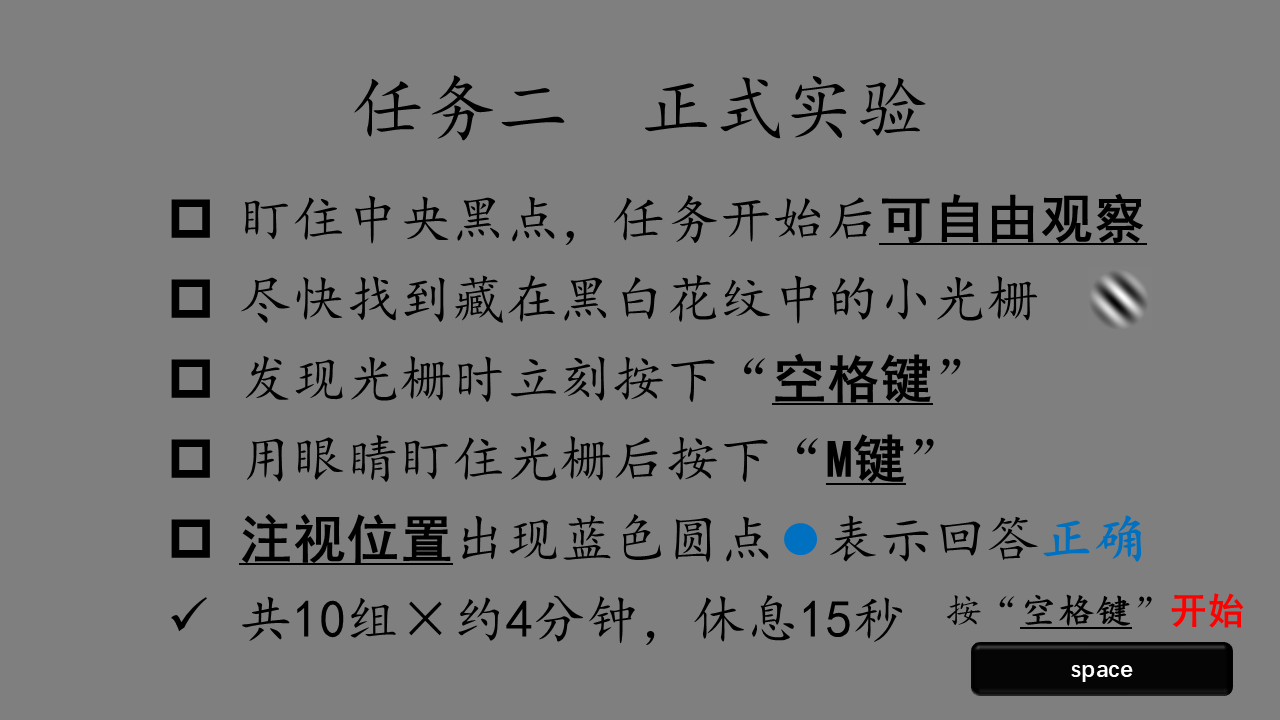 任务二 正式实验
盯住中央黑点，任务开始后可自由观察
尽快找到藏在黑白花纹中的小光栅
发现光栅时立刻按下“空格键”
用眼睛盯住光栅后按下“M键”
注视位置出现蓝色圆点表示回答正确
共10组×约4分钟，休息15秒
按“空格键”开始
space